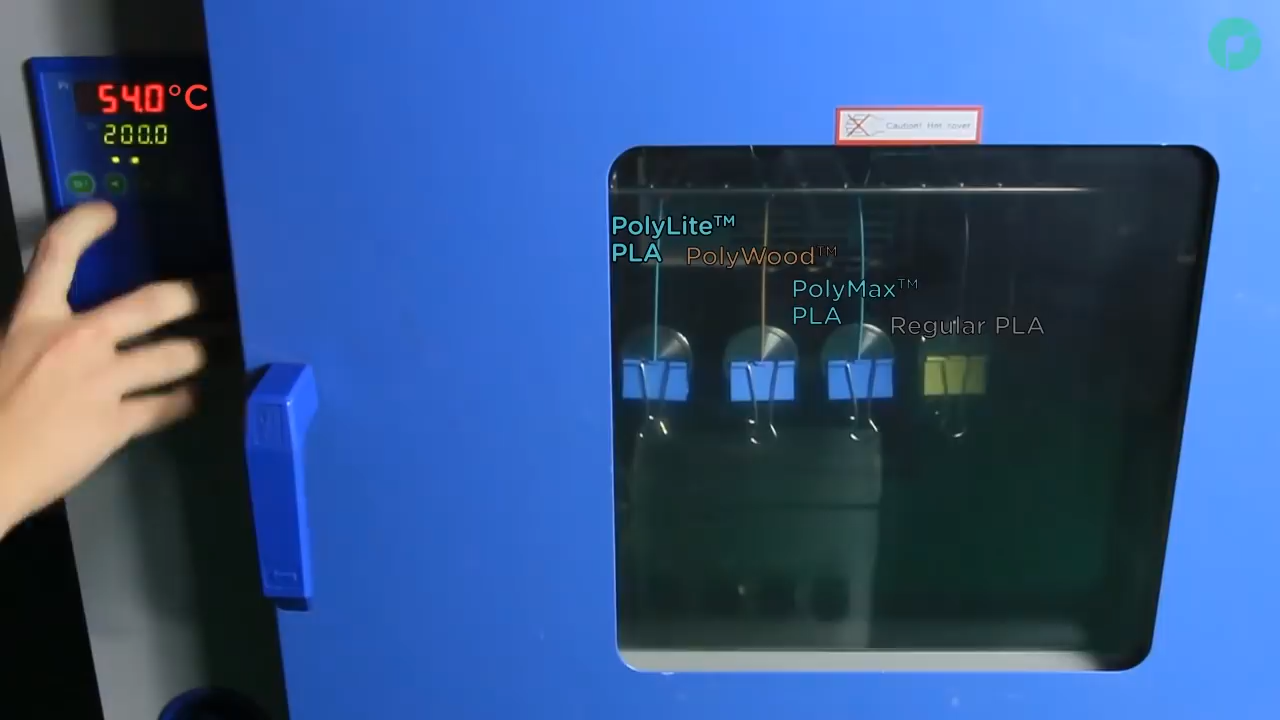 54.0°C
200.0
Caution! Hot cover
PolyLite™
PLA
PolyWood™
PolyMax™
PLA
Regular PLA